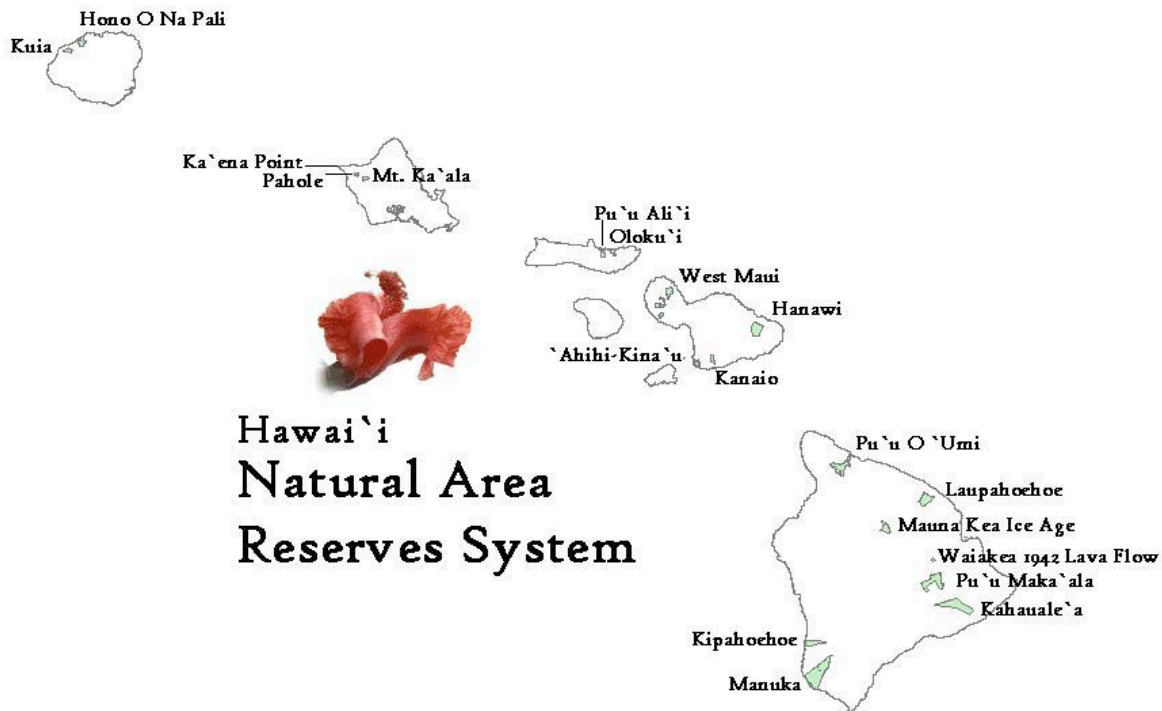 Hono O Na Pali
Kuia
Ka`ena Point
Pahole
Mt. Ka`ala
Pu`u Ali`i
Oloku`i
West Maui
Hanawi
`Ahihi-Kina`u
Kanaio
Hawai`i
Natural Area
Reserves System
Pu`u O `Umi
Laupahoehoe
Mauna Kea Ice Age
Waiakea 1942 Lava Flow
Pu`u Maka`ala
Kahauale`a
Kipahoehoe
Manuka